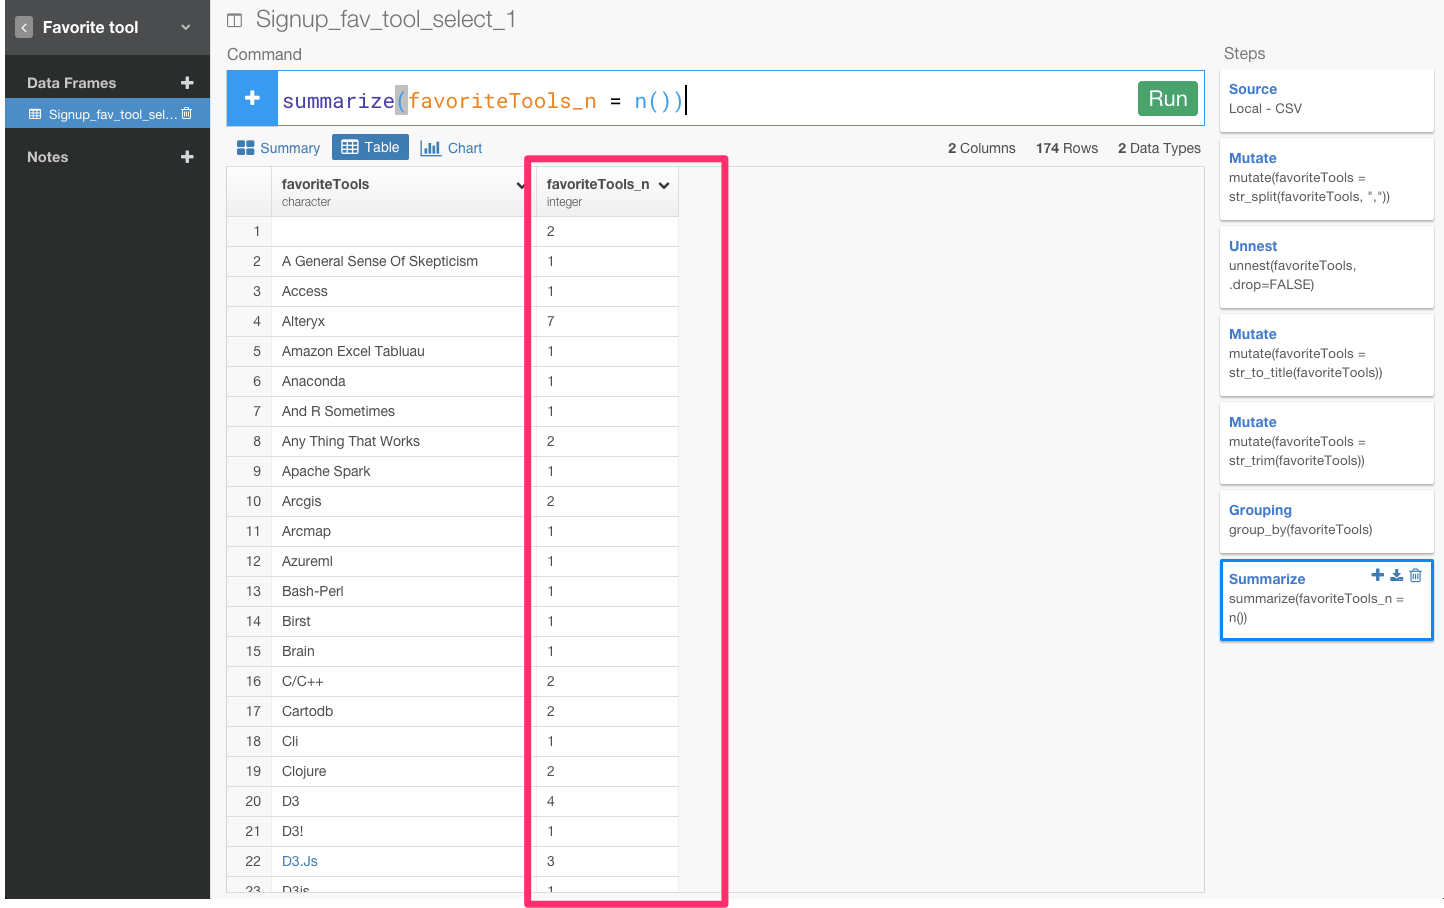 Favorite tool
Data Frames
Signup_fav_tool_sel...
Notes
Signup_fav_tool_select_1
Command
summarize(favoriteTools_n = n())
Run
Summary
Table
Chart
2 Columns 174 Rows 2 Data Types
favoriteTools favoriteTools_n
character integer
1 2
2 A General Sense Of Skepticism 1
3 Access 1
4 Alteryx 7
5 Amazon Excel Tabluau 1
6 Anaconda 1
7 And R Sometimes 1
8 Any Thing That Works 2
9 Apache Spark 1
10 Arcgis 2
11 Arcmap 1
12 Azureml 1
13 Bash-Perl 1
14 Birst 1
15 Brain 1
16 C/C++ 2
17 Cartodb 2
18 Cli 1
19 Clojure 2
20 D3 4
21 D3! 1
22 D3.Js 3
23 D3js 1
Steps
Source
Local - CSV
Mutate
mutate(favoriteTools =
str_split(favoriteTools, ","))
Unnest
unnest(favoriteTools,
.drop=FALSE)
Mutate
mutate(favoriteTools =
str_to_title(favoriteTools))
Mutate
mutate(favoriteTools =
str_trim(favoriteTools))
Grouping
group_by(favoriteTools)
Summarize
summarize(favoriteTools_n =
n())